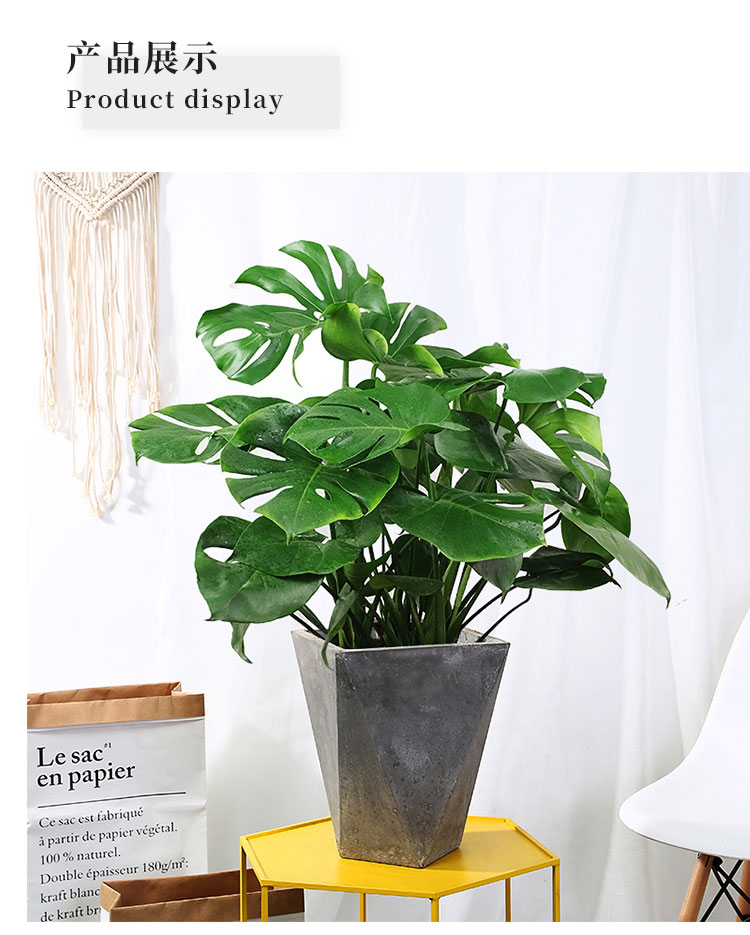 产品展示
Product display
Le sac #1
en papier
Ce sac est fabriqué
à partir de papier végétal.
100 % naturel.
Double épaisseur 180g/m²:
kraft blanc
de kraft